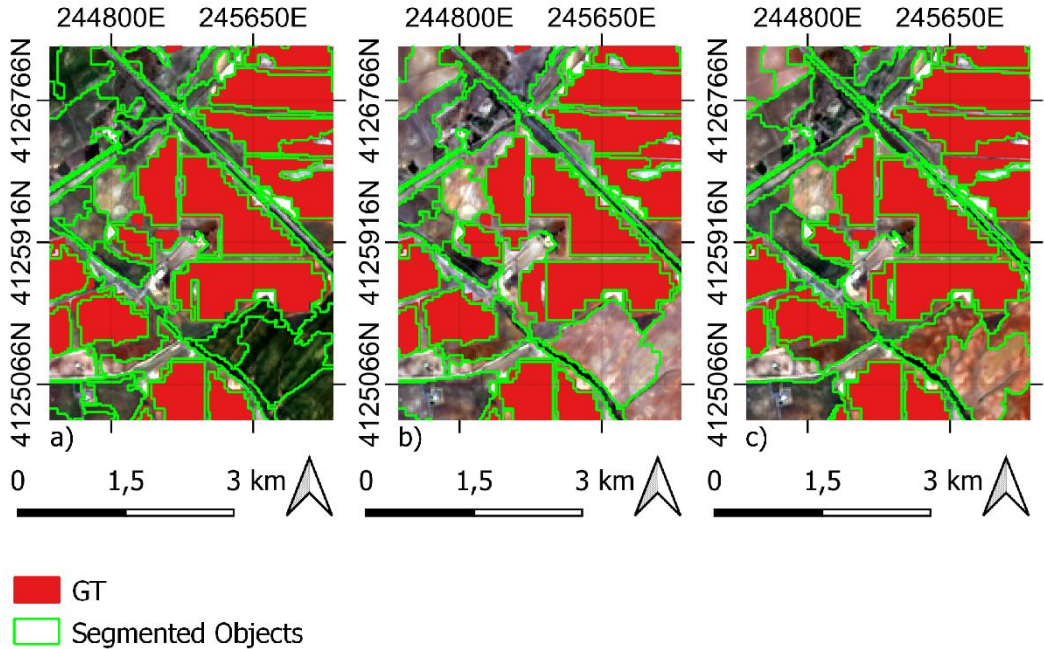 244800E 245650E 244800E 245650E 244800E 245650E
4126766N 4126766N 4126766N
4125916N 4125916N 4125916N
4125066N 4125066N 4125066N
a) b) c)
0 1,5 3 km 0 1,5 3 km 0 1,5 3 km
GT
Segmented Objects